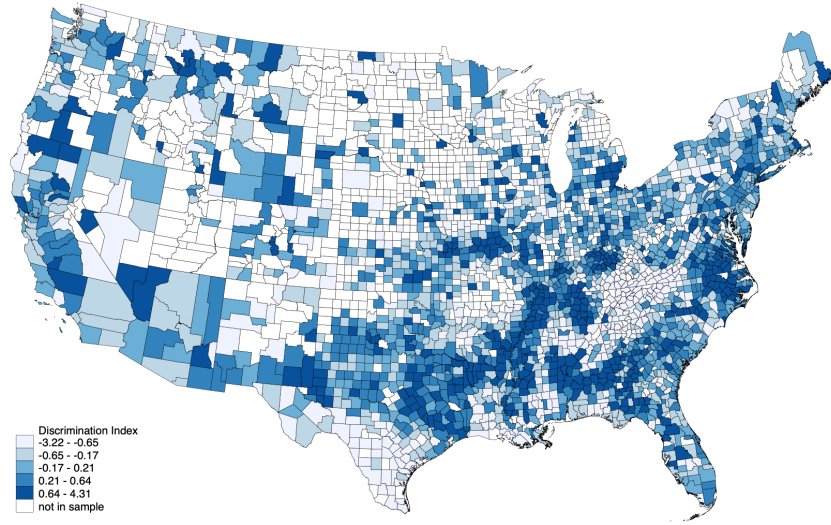 Discrimination Index
-3.22 - -0.65
-0.65 - -0.17
-0.17 - 0.21
0.21 - 0.64
0.64 - 4.31
not in sample